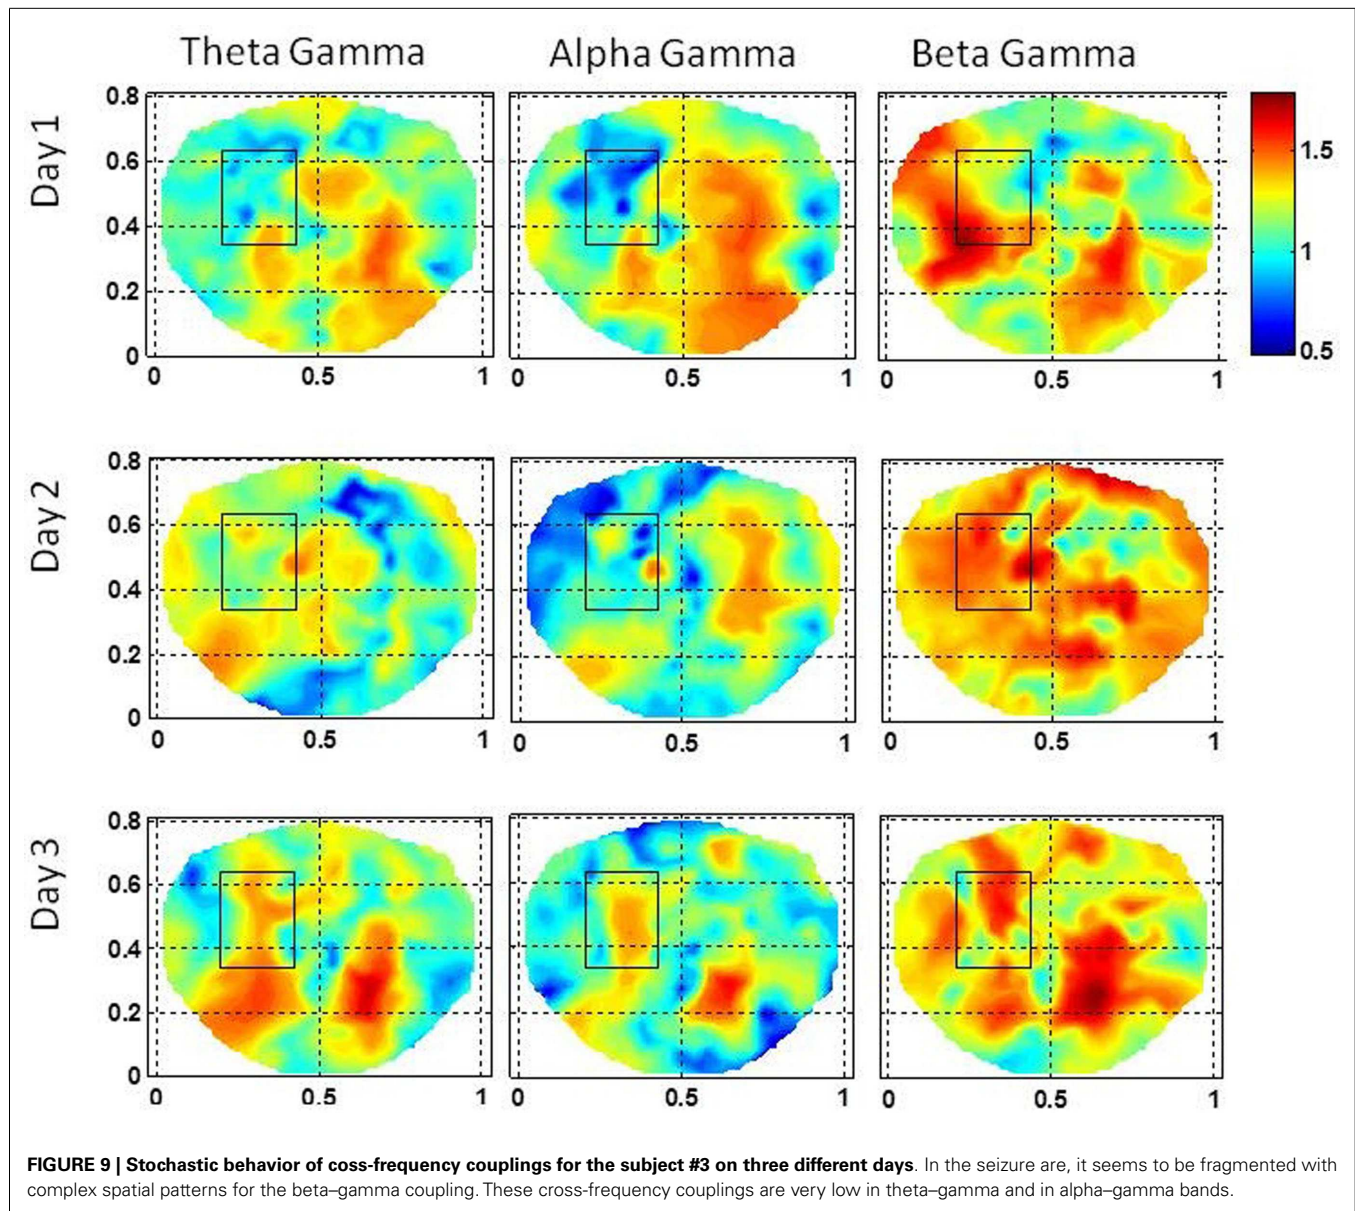 Theta Gamma Alpha Gamma Beta Gamma
Day 1
0.8
0.6
0.4
0.2
0
0 0.5 1
0 0.5 1
0 0.5 1
1.5
1
0.5
Day 2
0.8
0.6
0.4
0.2
0
0 0.5 1
0 0.5 1
0 0.5 1
Day 3
0.8
0.6
0.4
0.2
0
0 0.5 1
0 0.5 1
0 0.5 1
FIGURE 9 | Stochastic behavior of coss-frequency couplings for the subject #3 on three different days. In the seizure are, it seems to be fragmented with
complex spatial patterns for the beta–gamma coupling. These cross-frequency couplings are very low in theta–gamma and in alpha–gamma bands.